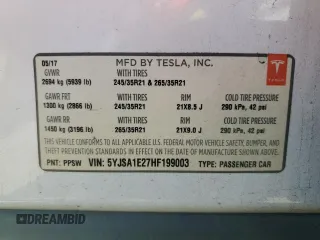 05/17 MFD BY TESLA, INC.
GVWR WITH TIRES
2694 kg (5939 lb) 245/35R21 & 265/35R21
GAWR FRT WITH TIRES RIM COLD TIRE PRESSURE
1300 kg (2866 lb) 245/35R21 21X8.5 J 290 kPa, 42 psi
GAWR RR WITH TIRES RIM COLD TIRE PRESSURE
1450 kg (3196 lb) 265/35R21 21X9.0 J 290 kPa, 42 psi
THIS VEHICLE CONFORMS TO ALL APPLICABLE U.S. FEDERAL MOTOR VEHICLE SAFETY,
BUMPER, AND THEFT PREVENTION STANDARDS IN EFFECT ON THE DATE OF MANUFACTURE SHOWN ABOVE.
PNT: PPSW VIN: 5YJSA1E27HF199003 TYPE: PASSENGER CAR
TESLA
DREAMBID
DREAMBID.COM